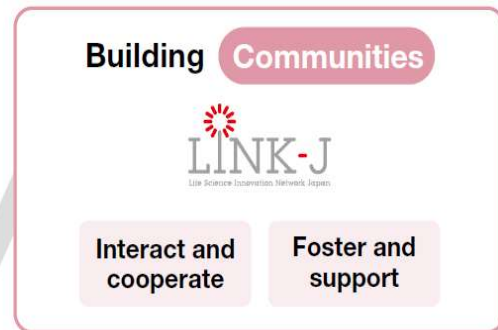 Building Communities
LINK-J
Life Science Innovation Network Japan
Interact and
cooperate
Foster and
support